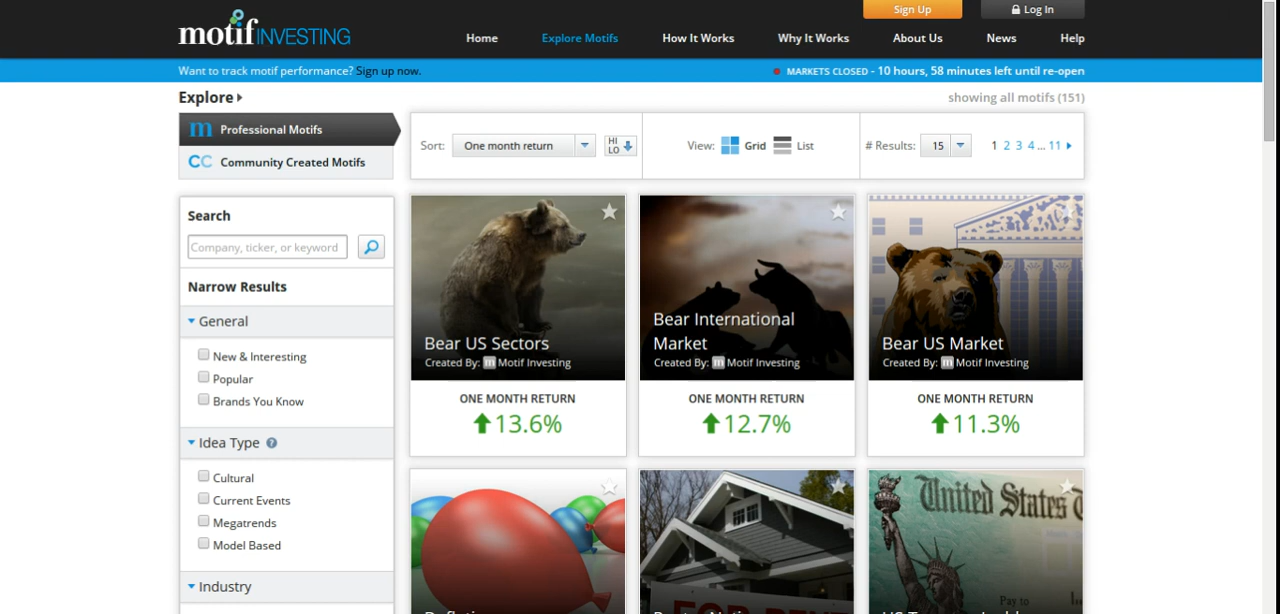 motif INVESTING
Sign Up
Log In
Home
Explore Motifs
How It Works
Why It Works
About Us
News
Help
Want to track motif performance? Sign up now.
MARKETS CLOSED - 10 hours, 58 minutes left until re-open
Explore
showing all motifs (151)
m Professional Motifs
CC Community Created Motifs
Sort: One month return
HI
LO
View: Grid List
# Results: 15
1 2 3 4 ... 11
Search
Company, ticker, or keyword
Narrow Results
General
New & Interesting
Popular
Brands You Know
Idea Type ?
Cultural
Current Events
Megatrends
Model Based
Industry
Bear US Sectors
Created By: m Motif Investing
ONE MONTH RETURN
13.6%
Bear International
Market
Created By: m Motif Investing
ONE MONTH RETURN
12.7%
Bear US Market
Created By: m Motif Investing
ONE MONTH RETURN
11.3%
United States
Pay to